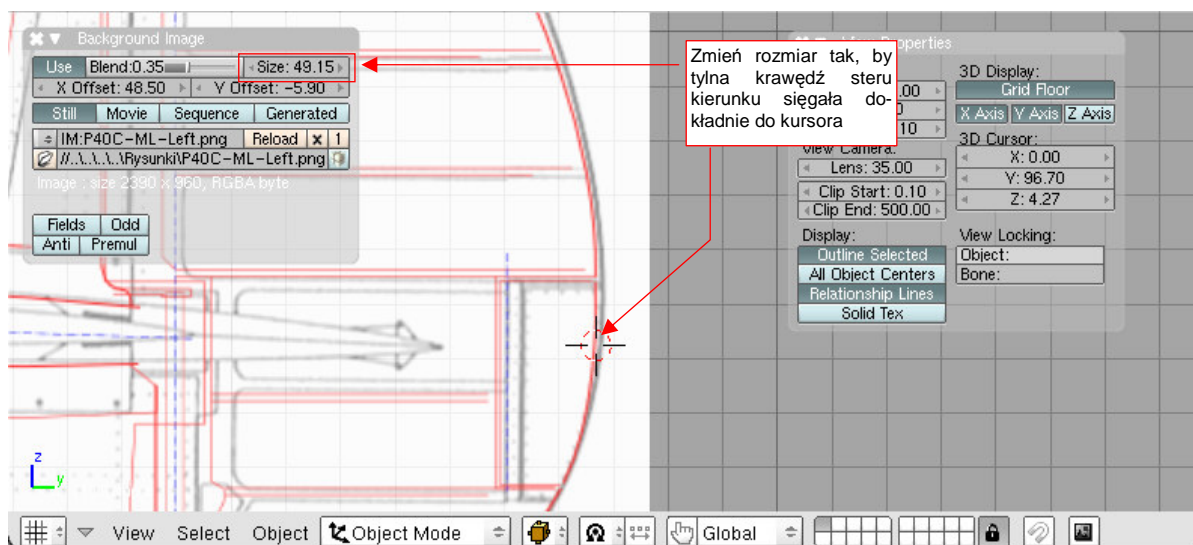 Background Image
Use Blend:0.35 Size: 49.15
X Offset: 48.50 Y Offset: -5.90
Still Movie Sequence Generated
IM:P40C-ML-Left.png Reload x 1
//..\..\..\..\Rysunki\P40C-ML-Left.png
Image : size 2390 x 960, RGBA byte
Fields Odd
Anti Premul
Zmień rozmiar tak, by
tylna krawędź steru
kierunku sięgała do-
kładnie do kursora
Properties
.00
0
10
View Camera:
Lens: 35.00
Clip Start: 0.10
Clip End: 500.00
Display:
Outline Selected
All Object Centers
Relationship Lines
Solid Tex
3D Display:
Grid Floor
X Axis Y Axis Z Axis
3D Cursor:
X: 0.00
Y: 96.70
Z: 4.27
View Locking:
Object:
Bone:
z
y
View Select Object Object Mode Global